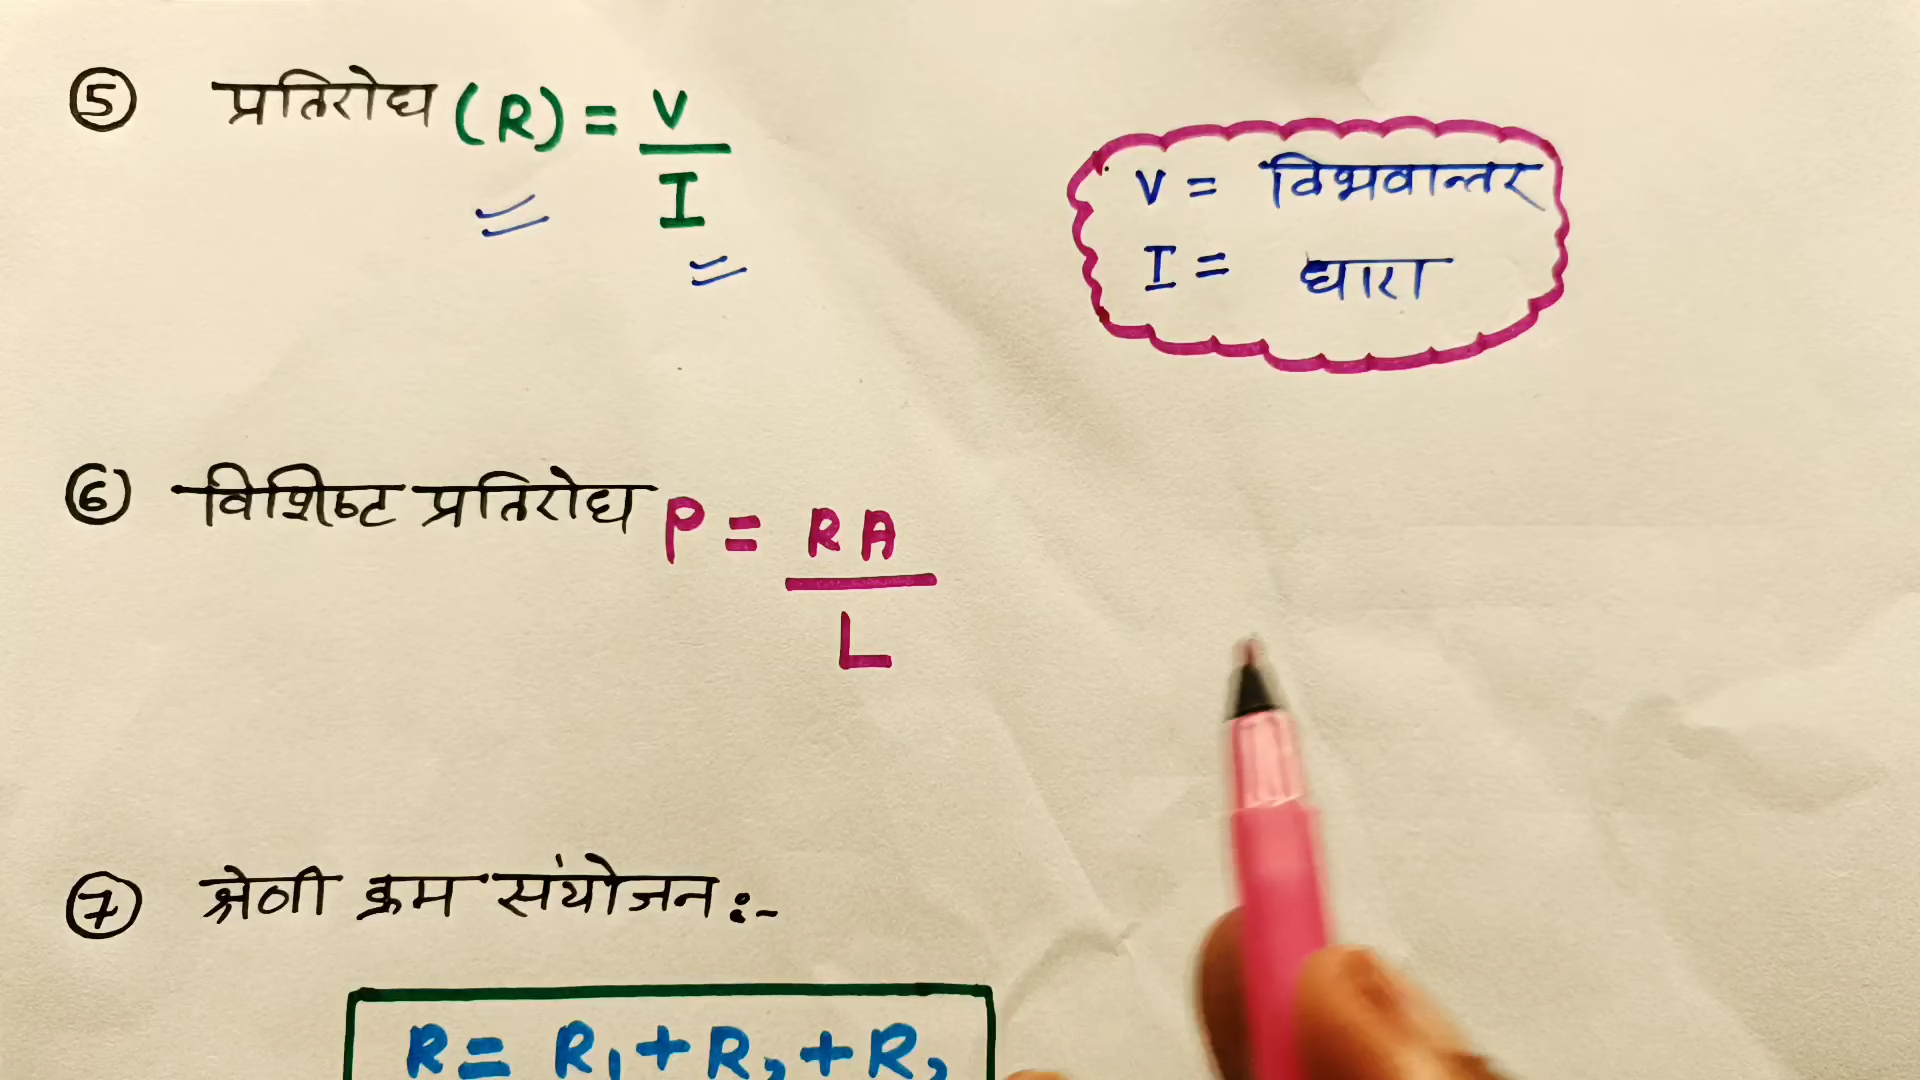 ⑤ प्रतिरोध (R) = V/I
V = विभवान्तर
I = धारा
⑥ विशिष्ट प्रतिरोध P = RA/L
⑦ श्रेणी क्रम संयोजन :-
R = R₁ + R₂ + R₃